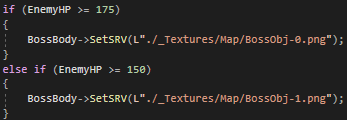 if (EnemyHP >= 175)
{
BossBody->SetSRV(L"./_Textures/Map/BossObj-0.png");
}
else if (EnemyHP >= 150)
{
BossBody->SetSRV(L"./_Textures/Map/BossObj-1.png");
}